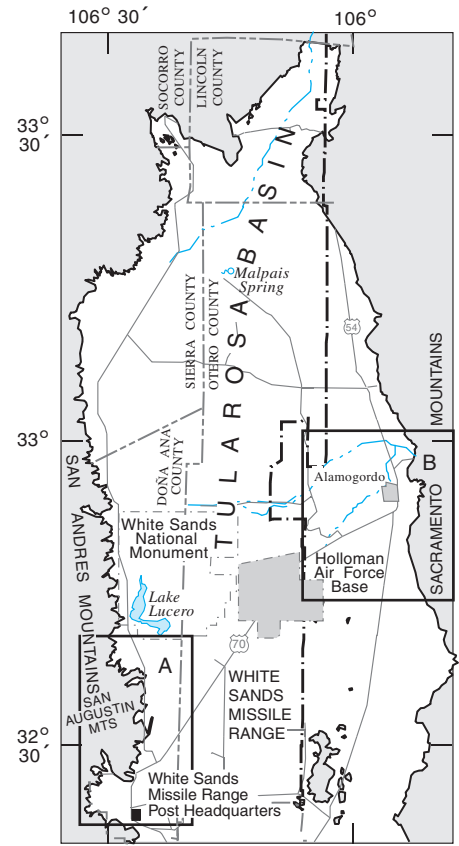 106° 30′
106°
33°
30′
SOCORRO
COUNTY
LINCOLN
COUNTY
TULAROSA BASIN
Malpais
Spring
SIERRA COUNTY
OTERO COUNTY
54
33°
DOÑA ANA
COUNTY
SACRAMENTO MOUNTAINS
B
Alamogordo
White Sands
National
Monument
Holloman
Air Force
Base
SAN ANDRES MOUNTAINS
Lake
Lucero
A
70
WHITE
SANDS
MISSILE
RANGE
SAN
AUGUSTIN
MTS
32°
30′
White Sands
Missile Range
Post Headquarters